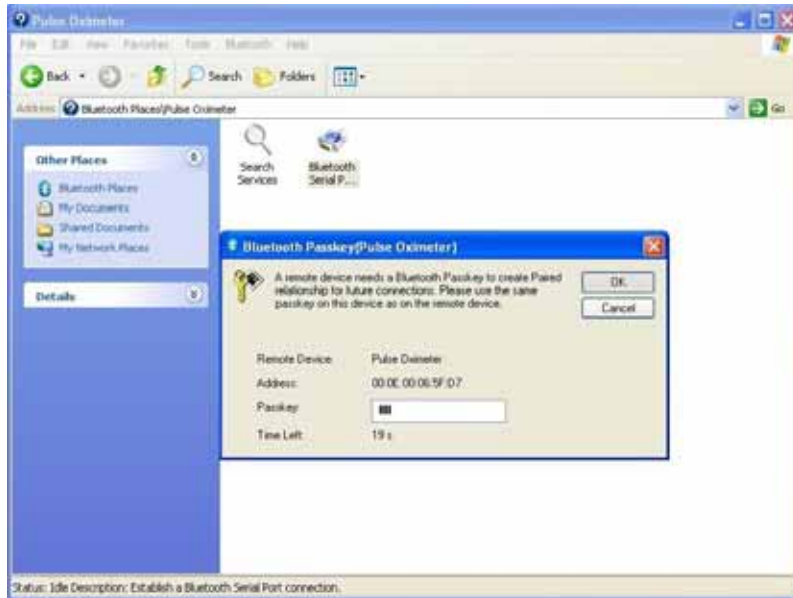 Pulse Oximeter
File Edit View Favorites Tools Bluetooth Help
Back Search Folders
Address Bluetooth Places\Pulse Oximeter Go
Other Places
Bluetooth Places
My Documents
Shared Documents
My Network Places
Details
Search Services
Bluetooth Serial P...
Bluetooth Passkey(Pulse Oximeter)
A remote device needs a Bluetooth Passkey to create Paired
relationship for future connections. Please use the same
passkey on this device as on the remote device.
OK
Cancel
Remote Device: Pulse Oximeter
Address: 00:0E:00:06:5F:D7
Passkey:
Time Left: 19 s
Status: Idle Description: Establish a Bluetooth Serial Port connection.